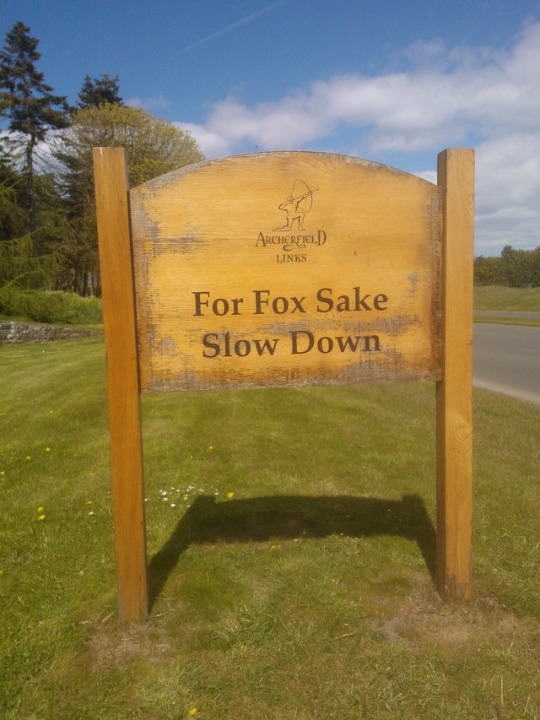 ARCHERFIELD
LINKS
For Fox Sake
Slow Down